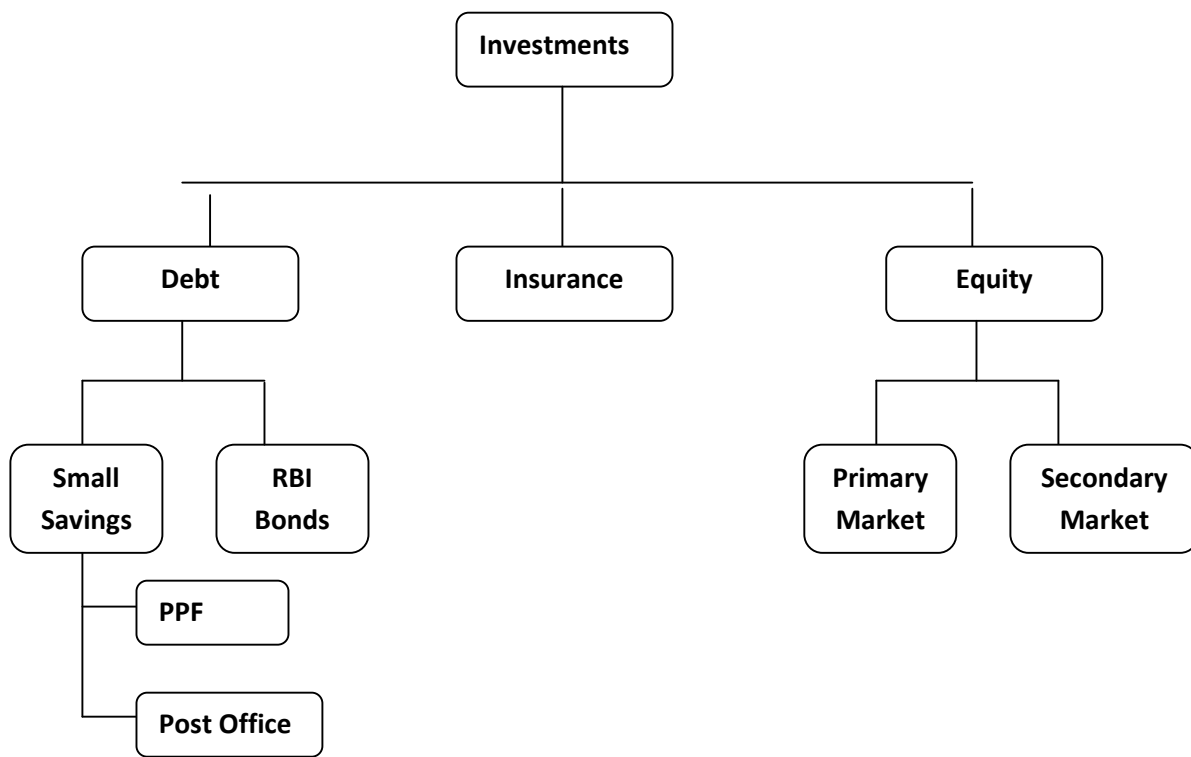 Investments
Debt
Insurance
Equity
Small
Savings
RBI
Bonds
Primary
Market
Secondary
Market
PPF
Post Office